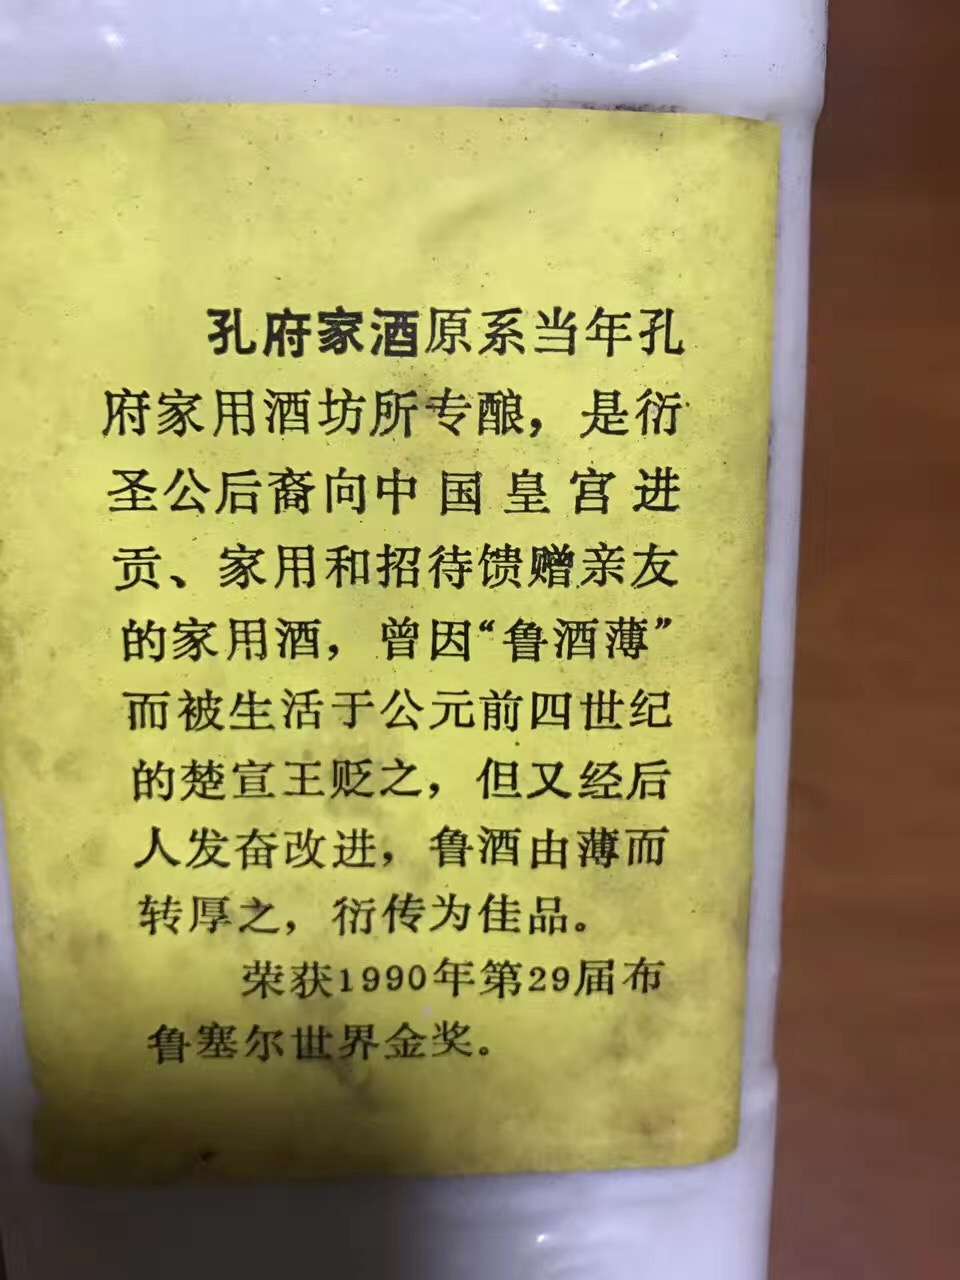 孔府家酒原系当年孔
府家用酒坊所专酿，是衍
圣公后裔向中国皇宫进
贡、家用和招待馈赠亲友
的家用酒，曾因“鲁酒薄”
而被生活于公元前四世纪
的楚宣王贬之，但又经后
人发奋改进，鲁酒由薄而
转厚之，衍传为佳品。
荣获1990年第29届布
鲁塞尔世界金奖。